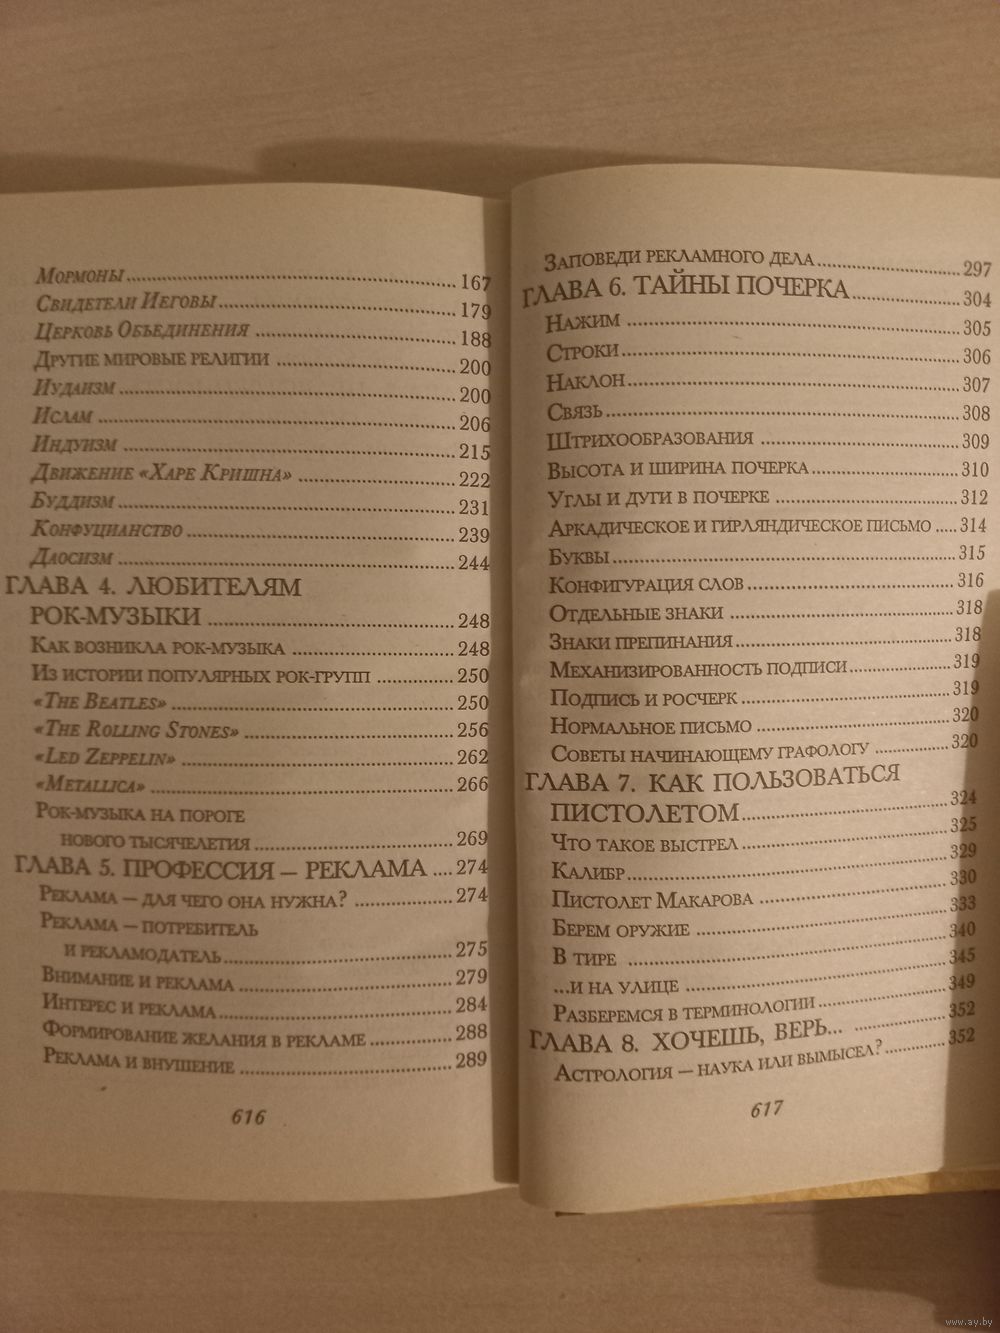 Мормоны 167
Свидетели Иеговы 179
Церковь Объединения 188
Другие мировые религии 200
Иудаизм 200
Ислам 206
Индуизм 215
Движение «Харе Кришна» 222
Буддизм 231
Конфуцианство 239
Даосизм 244
ГЛАВА 4. ЛЮБИТЕЛЯМ
РОК-МУЗЫКИ 248
Как возникла рок-музыка 248
Из истории популярных рок-групп 250
«The Beatles» 250
«The Rolling Stones» 256
«Led Zeppelin» 262
«Metallica» 266
Рок-музыка на пороге
нового тысячелетия 269
ГЛАВА 5. ПРОФЕССИЯ — РЕКЛАМА 274
Реклама — для чего она нужна? 274
Реклама — потребитель
и рекламодатель 275
Внимание и реклама 279
Интерес и реклама 284
Формирование желания в рекламе 288
Реклама и внушение 289
616
Заповеди рекламного дела 297
ГЛАВА 6. ТАЙНЫ ПОЧЕРКА 304
Нажим 305
Строки 306
Наклон 307
Связь 308
Штрихообразования 309
Высота и ширина почерка 310
Углы и дуги в почерке 312
Аркадическое и гирляндическое письмо 314
Буквы 315
Конфигурация слов 316
Отдельные знаки 318
Знаки препинания 318
Механизированность подписи 319
Подпись и росчерк 319
Нормальное письмо 320
Советы начинающему графологу 320
ГЛАВА 7. КАК ПОЛЬЗОВАТЬСЯ
ПИСТОЛЕТОМ 324
Что такое выстрел 325
Калибр 329
Пистолет Макарова 330
Берем оружие 333
В тире 340
...и на улице 345
Разберемся в терминологии 349
ГЛАВА 8. ХОЧЕШЬ, ВЕРЬ... 352
Астрология — наука или вымысел? 352
617
www.ay.by